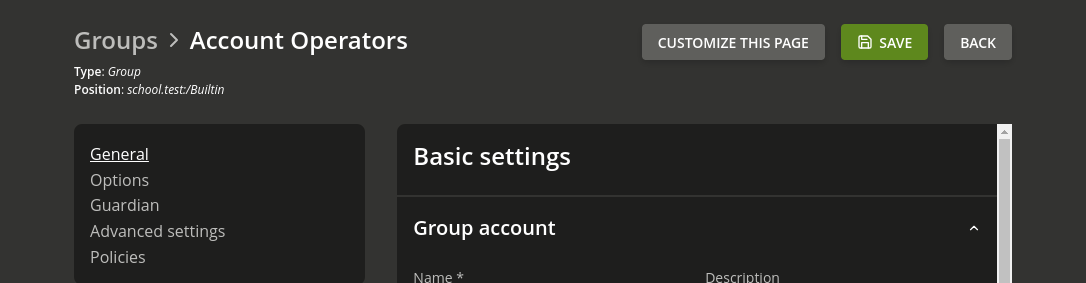 Groups > Account Operators
CUSTOMIZE THIS PAGE
SAVE
BACK
Type: Group
Position: school.test:/Builtin
General
Options
Guardian
Advanced settings
Policies
Basic settings
Group account
Name * Description